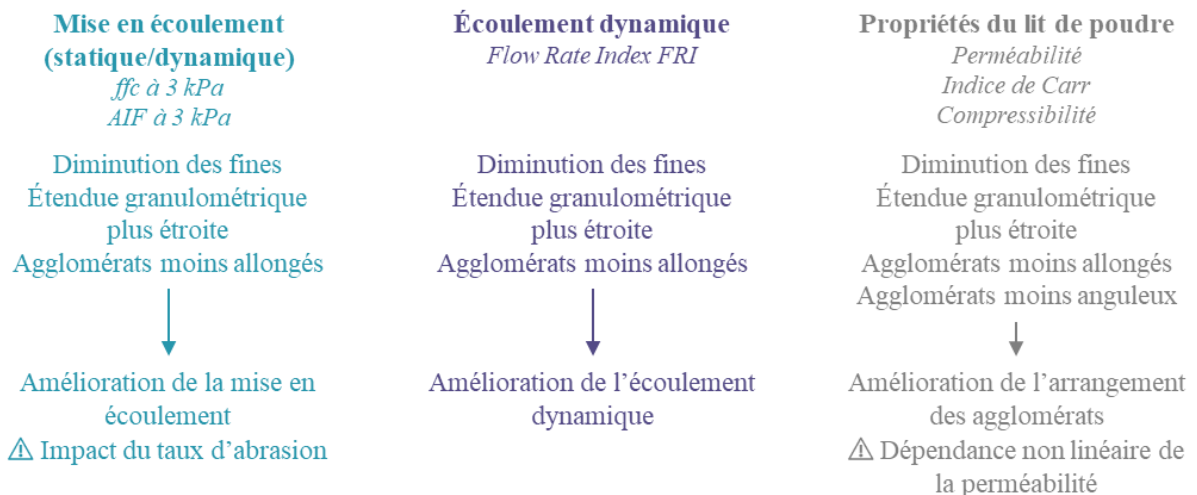 Mise en écoulement
(statique/dynamique)
ffc à 3 kPa
AIF à 3 kPa
Diminution des fines
Étendue granulométrique
plus étroite
Agglomérats moins allongés
Amélioration de la mise en
écoulement
⚠ Impact du taux d'abrasion
Écoulement dynamique
Flow Rate Index FRI
Diminution des fines
Étendue granulométrique
plus étroite
Agglomérats moins allongés
Amélioration de l'écoulement
dynamique
Propriétés du lit de poudre
Perméabilité
Indice de Carr
Compressibilité
Diminution des fines
Étendue granulométrique
plus étroite
Agglomérats moins allongés
Agglomérats moins anguleux
Amélioration de l'arrangement
des agglomérats
⚠ Dépendance non linéaire de
la perméabilité